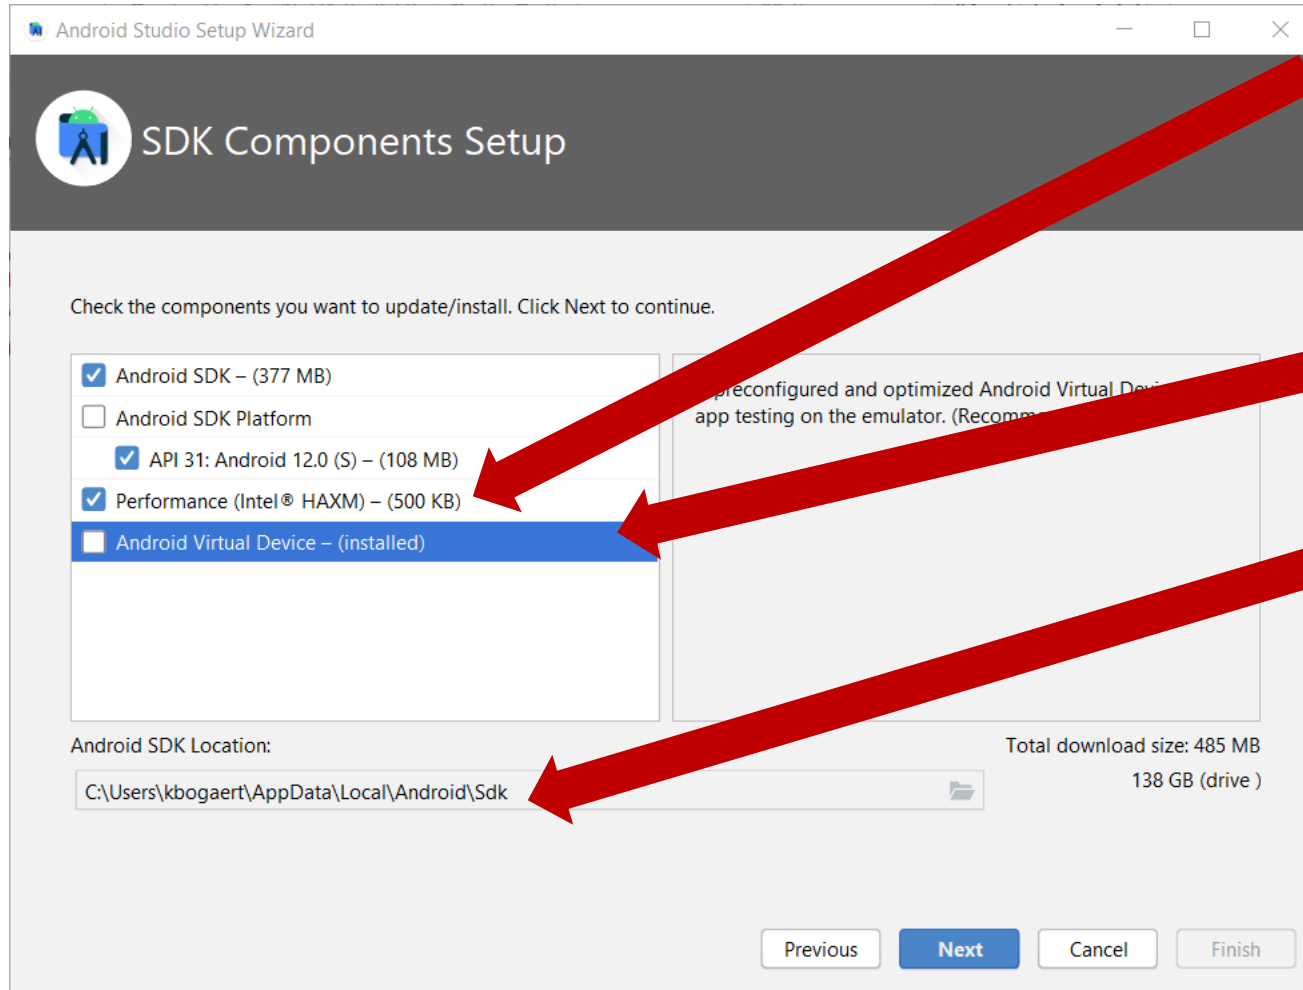 Android Studio Setup Wizard
SDK Components Setup
Check the components you want to update/install. Click Next to continue.
Android SDK – (377 MB)
Android SDK Platform
API 31: Android 12.0 (S) – (108 MB)
Performance (Intel® HAXM) – (500 KB)
Android Virtual Device – (installed)
preconfigured and optimized Android Virtual
app testing on the emulator.
Android SDK Location:
Total download size: 485 MB
C:\Users\kbogaert\AppData\Local\Android\Sdk
138 GB (drive )
Previous
Next
Cancel
Finish